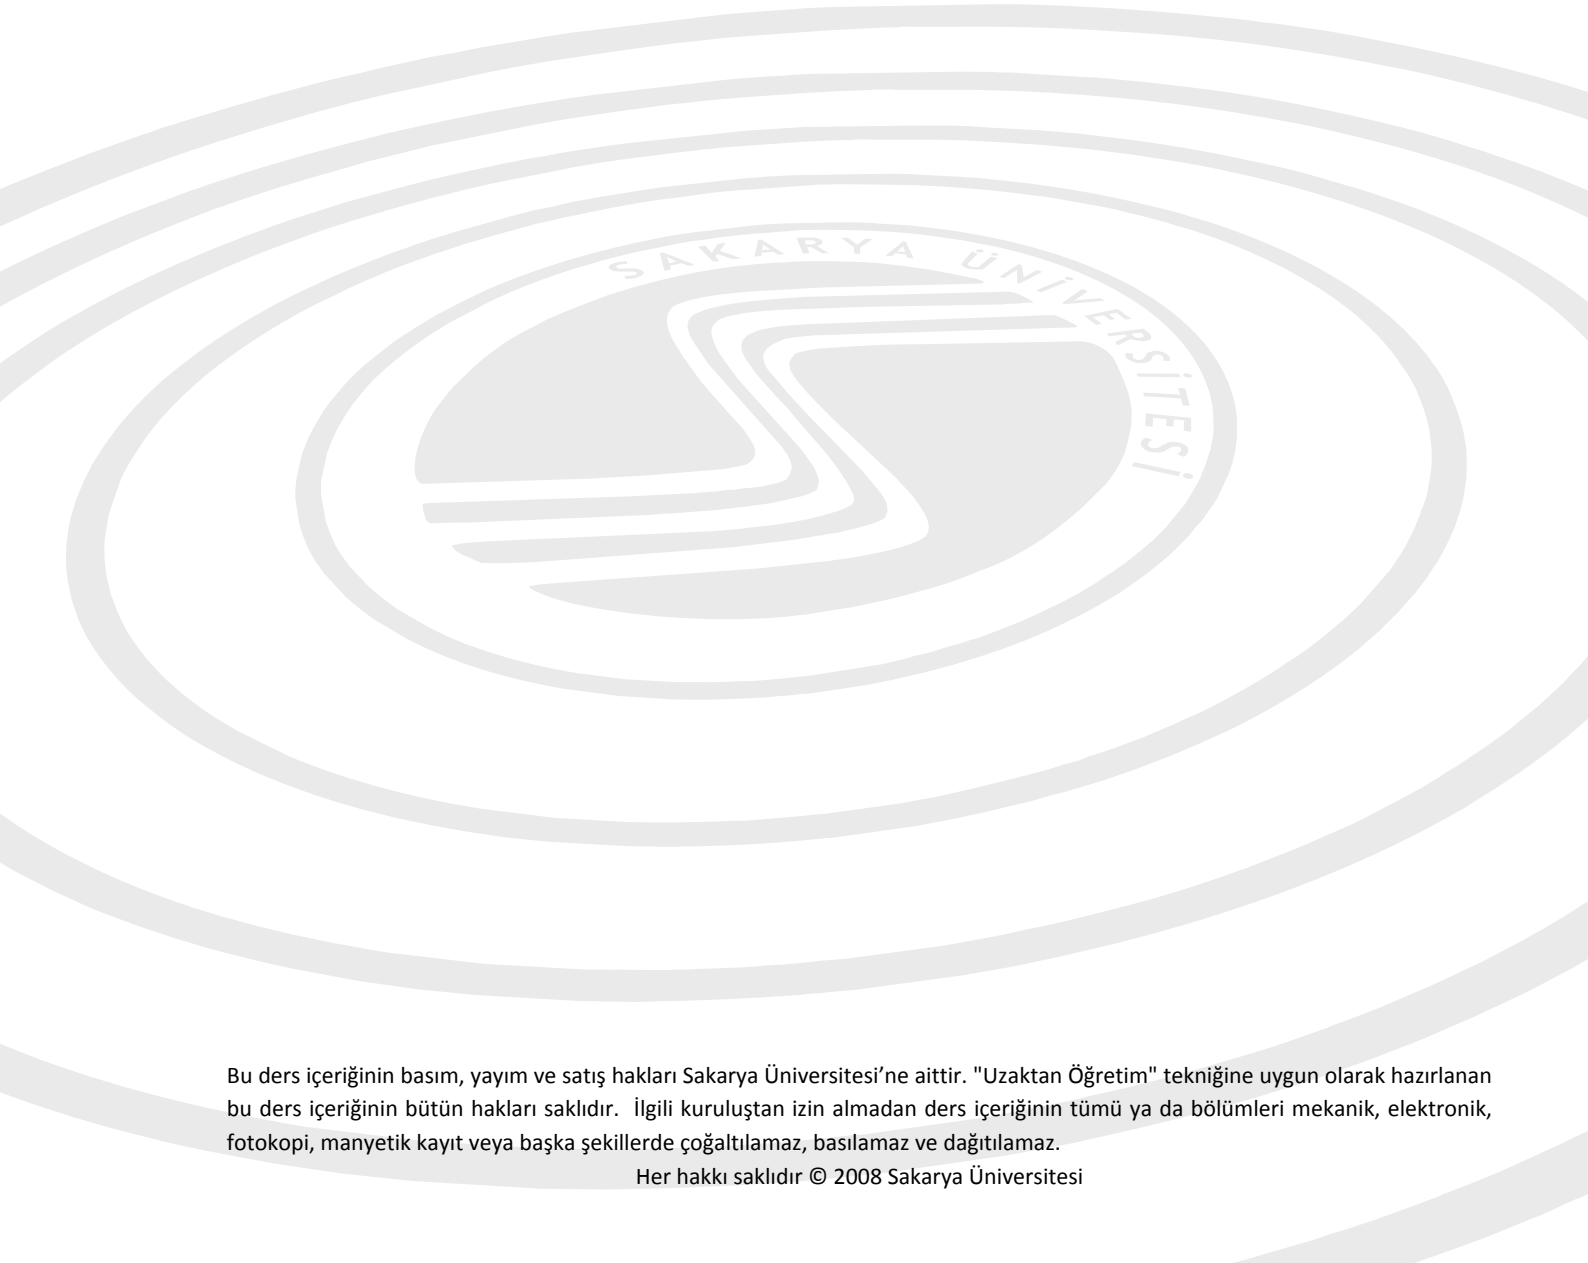 SAKARYA ÜNİVERSİTESİ
Bu ders içeriğinin basım, yayım ve satış hakları Sakarya Üniversitesi’ne aittir. "Uzaktan Öğretim" tekniğine uygun olarak hazırlanan
bu ders içeriğinin bütün hakları saklıdır.  İlgili kuruluştan izin almadan ders içeriğinin tümü ya da bölümleri mekanik, elektronik,
fotokopi, manyetik kayıt veya başka şekillerde çoğaltılamaz, basılamaz ve dağıtılamaz.
Her hakkı saklıdır © 2008 Sakarya Üniversitesi